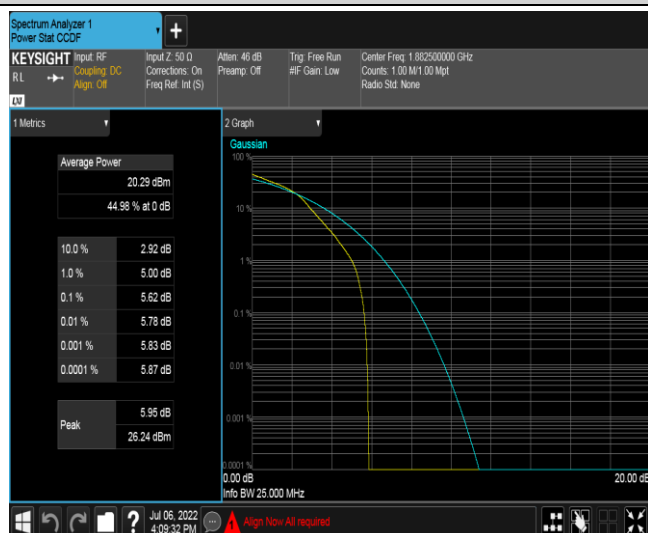 Spectrum Analyzer 1
Power Stat CCDF
+
KEYSIGHT
RL
LXI
Input: RF
Coupling: DC
Align: Off
Input Z: 50 Ω
Corrections: On
Freq Ref: Int (S)
Atten: 46 dB
Preamp: Off
Trig: Free Run
#IF Gain: Low
Center Freq: 1.882500000 GHz
Counts: 1.00 M/1.00 Mpt
Radio Std: None
1 Metrics
Average Power
20.29 dBm
44.98 % at 0 dB
10.0 % 2.92 dB
1.0 % 5.00 dB
0.1 % 5.62 dB
0.01 % 5.78 dB
0.001 % 5.83 dB
0.0001 % 5.87 dB
Peak
5.95 dB
26.24 dBm
2 Graph
Gaussian
100 %
10 %
1 %
0.1 %
0.01 %
0.001 %
0.0001 %
0.00 dB 20.00 dB
Info BW 25.000 MHz
?
Jul 06, 2022
4:09:32 PM
Align Now All required